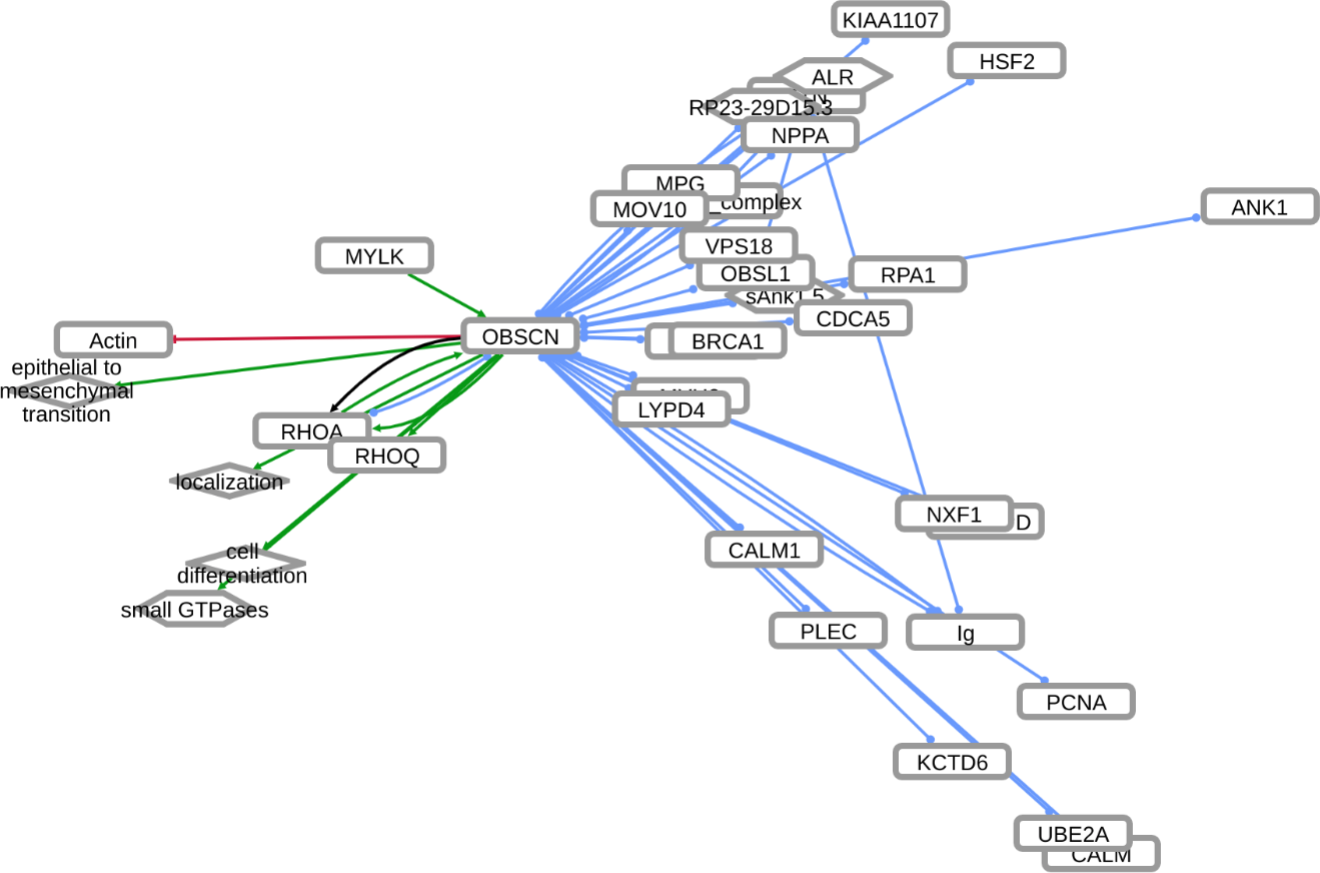 KIAA1107
HSF2
ALR
RP23-29D15.3
NPPA
MPG
_complex
MOV10
ANK1
VPS18
MYLK
OBSL1
RPA1
sAnk1.5
CDCA5
OBSCN
Actin
BRCA1
epithelial to
mesenchymal
transition
LYPD4
RHOA
RHOQ
localization
NXF1
D
CALM1
cell
differentiation
small GTPases
PLEC
Ig
PCNA
KCTD6
UBE2A
CALM